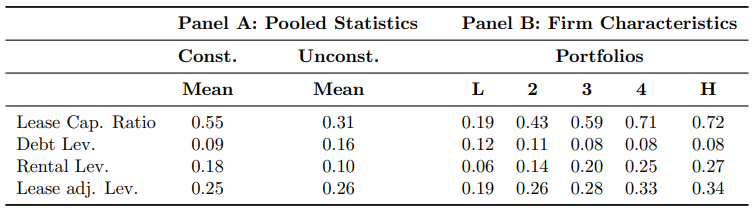 Panel A: Pooled Statistics Panel B: Firm Characteristics
Const. Unconst. Portfolios
Mean Mean L 2 3 4 H
Lease Cap. Ratio 0.55 0.31 0.19 0.43 0.59 0.71 0.72
Debt Lev. 0.09 0.16 0.12 0.11 0.08 0.08 0.08
Rental Lev. 0.18 0.10 0.06 0.14 0.20 0.25 0.27
Lease adj. Lev. 0.25 0.26 0.19 0.26 0.28 0.33 0.34